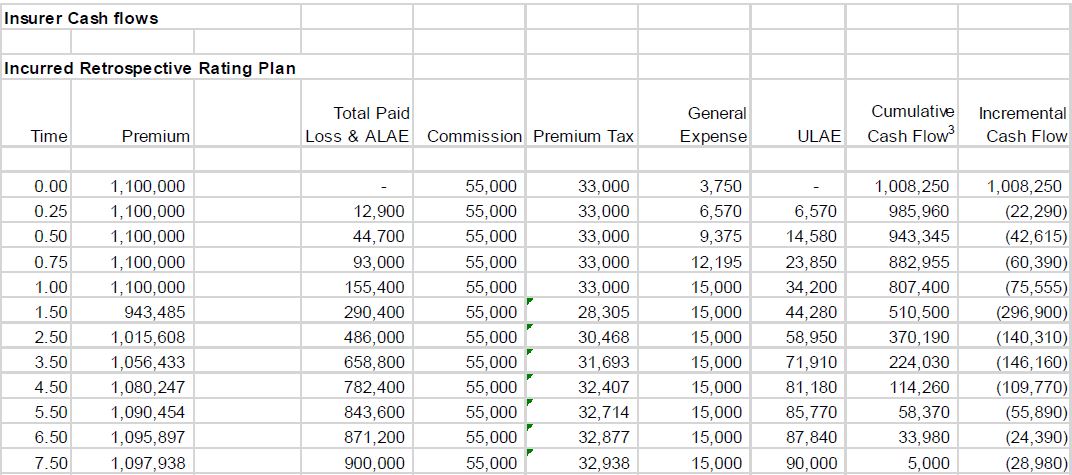 Insurer Cash flows
Incurred Retrospective Rating Plan
Total Paid General Cumulative Incremental
Time Premium Loss & ALAE Commission Premium Tax Expense ULAE Cash Flow3 Cash Flow
0.00 1,100,000 - 55,000 33,000 3,750 - 1,008,250 1,008,250
0.25 1,100,000 12,900 55,000 33,000 6,570 6,570 985,960 (22,290)
0.50 1,100,000 44,700 55,000 33,000 9,375 14,580 943,345 (42,615)
0.75 1,100,000 93,000 55,000 33,000 12,195 23,850 882,955 (60,390)
1.00 1,100,000 155,400 55,000 33,000 15,000 34,200 807,400 (75,555)
1.50 943,485 290,400 55,000 28,305 15,000 44,280 510,500 (296,900)
2.50 1,015,608 486,000 55,000 30,468 15,000 58,950 370,190 (140,310)
3.50 1,056,433 658,800 55,000 31,693 15,000 71,910 224,030 (146,160)
4.50 1,080,247 782,400 55,000 32,407 15,000 81,180 114,260 (109,770)
5.50 1,090,454 843,600 55,000 32,714 15,000 85,770 58,370 (55,890)
6.50 1,095,897 871,200 55,000 32,877 15,000 87,840 33,980 (24,390)
7.50 1,097,938 900,000 55,000 32,938 15,000 90,000 5,000 (28,980)